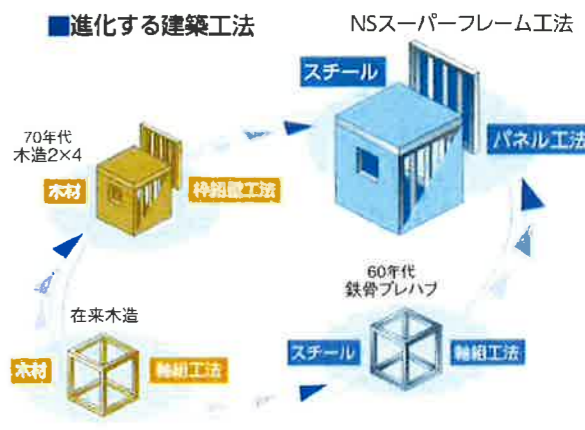 ■進化する建築工法
NSスーパーフレーム工法
スチール
パネル工法
70年代
木造2×4
木材
枠組壁工法
60年代
鉄骨プレハブ
スチール
軸組工法
在来木造
木材
軸組工法